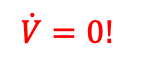 V̇ = 0!